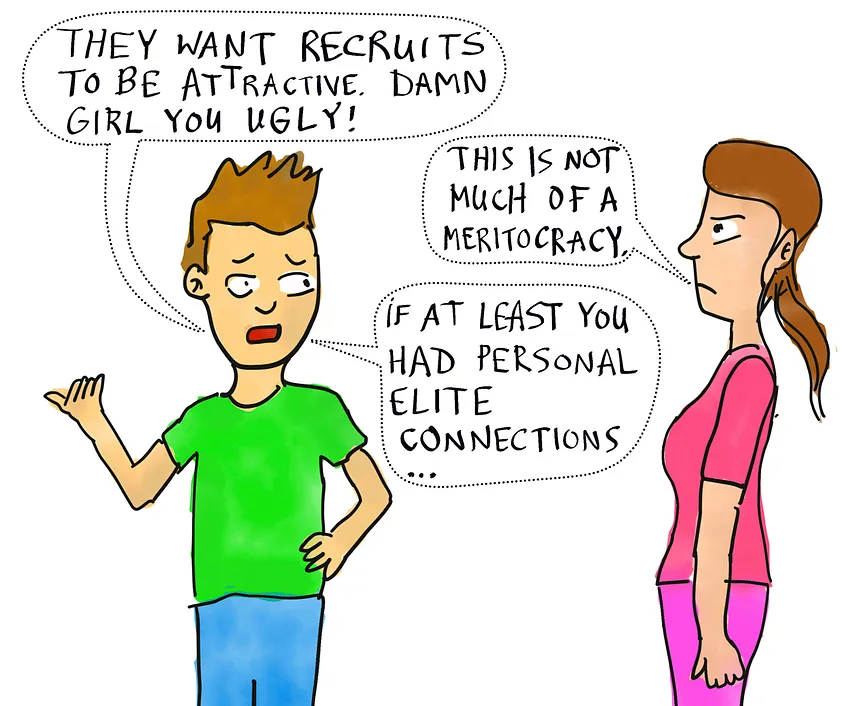 THEY WANT RECRUITS
TO BE ATTRACTIVE. DAMN
GIRL YOU UGLY!
THIS IS NOT
MUCH OF A
MERITOCRACY.
IF AT LEAST YOU
HAD PERSONAL
ELITE
CONNECTIONS
...